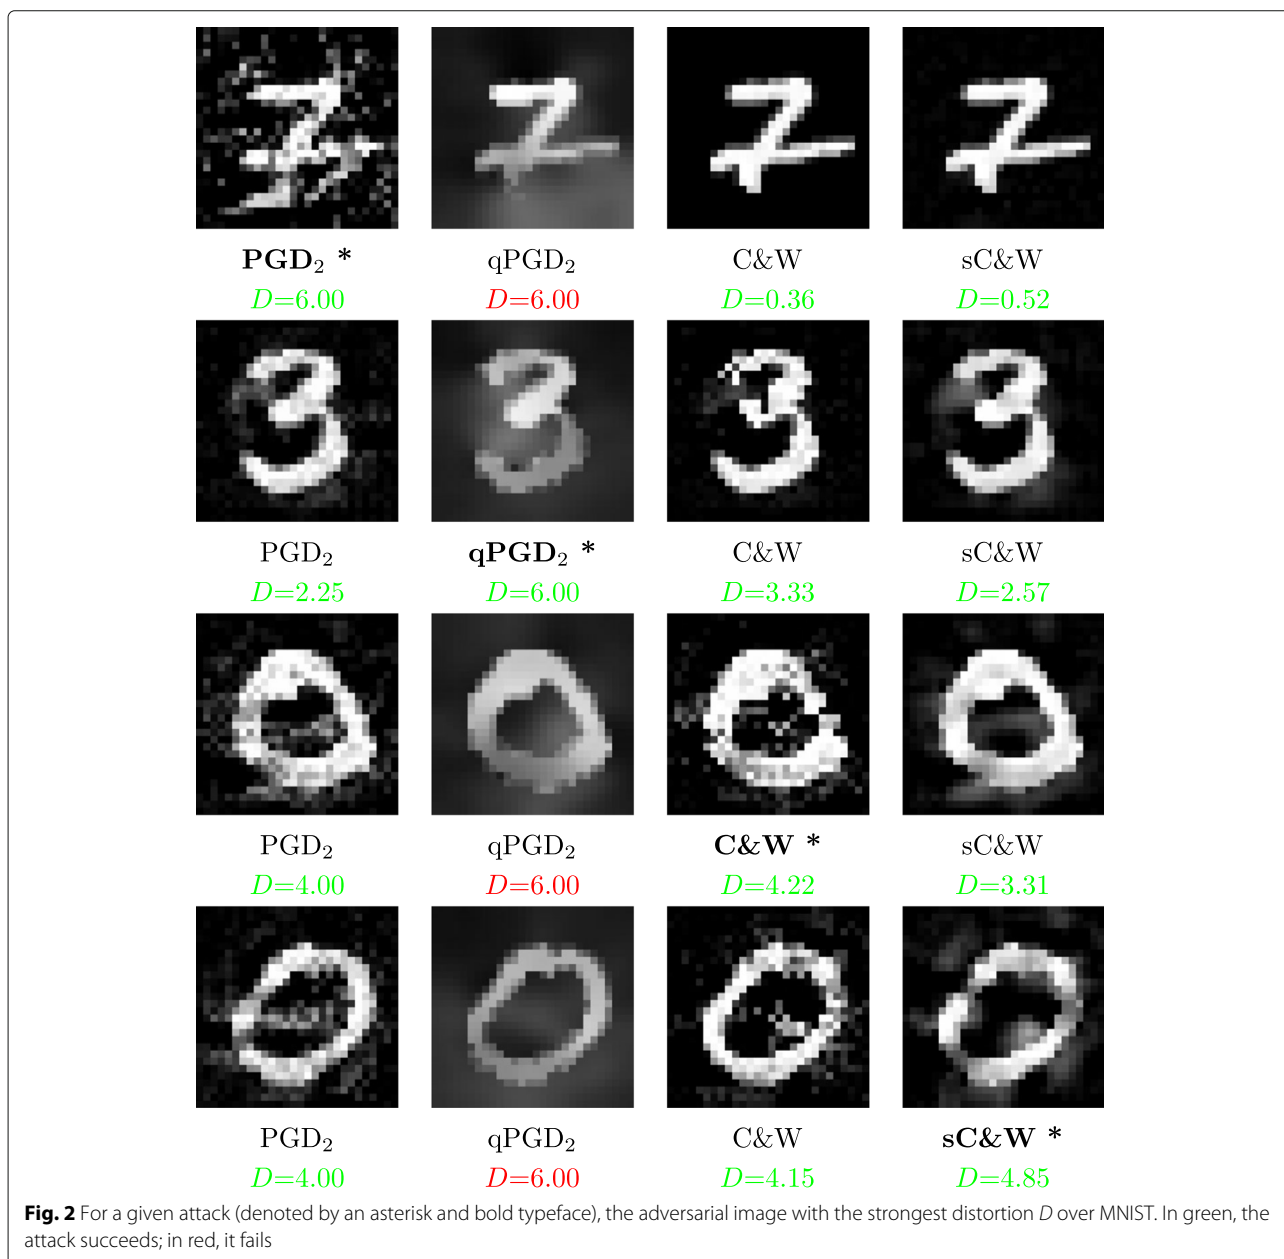 PGD₂ * qPGD₂ C&W sC&W
D=6.00 D=6.00 D=0.36 D=0.52
PGD₂ qPGD₂ * C&W sC&W
D=2.25 D=6.00 D=3.33 D=2.57
PGD₂ qPGD₂ C&W * sC&W
D=4.00 D=6.00 D=4.22 D=3.31
PGD₂ qPGD₂ C&W sC&W *
D=4.00 D=6.00 D=4.15 D=4.85
Fig. 2 For a given attack (denoted by an asterisk and bold typeface), the adversarial image with the strongest distortion D over MNIST. In green, the
attack succeeds; in red, it fails